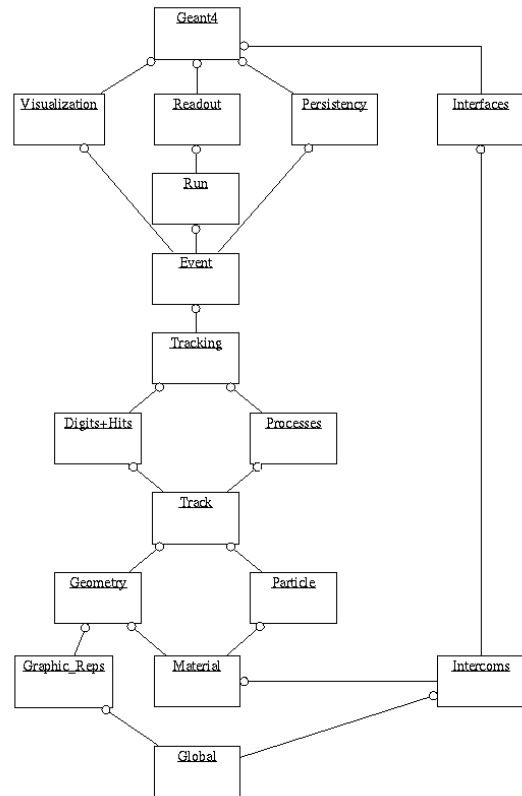 Geant4
Visualization
Readout
Persistency
Interfaces
Run
Event
Tracking
Digits+Hits
Processes
Track
Geometry
Particle
Graphic_Reps
Material
Intercoms
Global